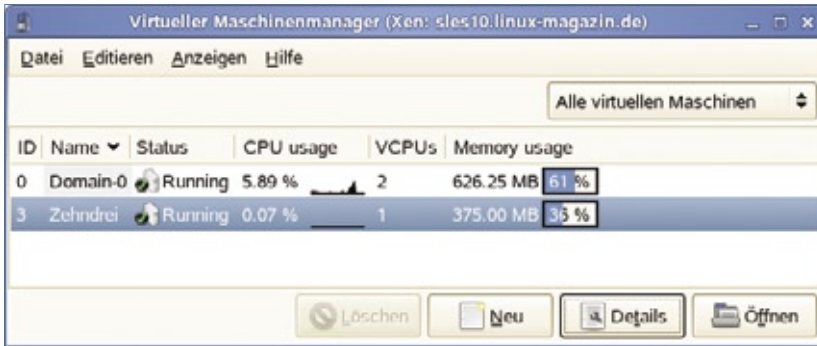 Virtueller Maschinenmanager (Xen: sles10.linux-magazin.de)
Datei Editieren Anzeigen Hilfe
Alle virtuellen Maschinen
ID Name Status CPU usage VCPUs Memory usage
0 Domain-0 Running 5.89 % 2 626.25 MB 61 %
3 Zehndrei Running 0.07 % 1 375.00 MB 36 %
Löschen Neu Details Öffnen